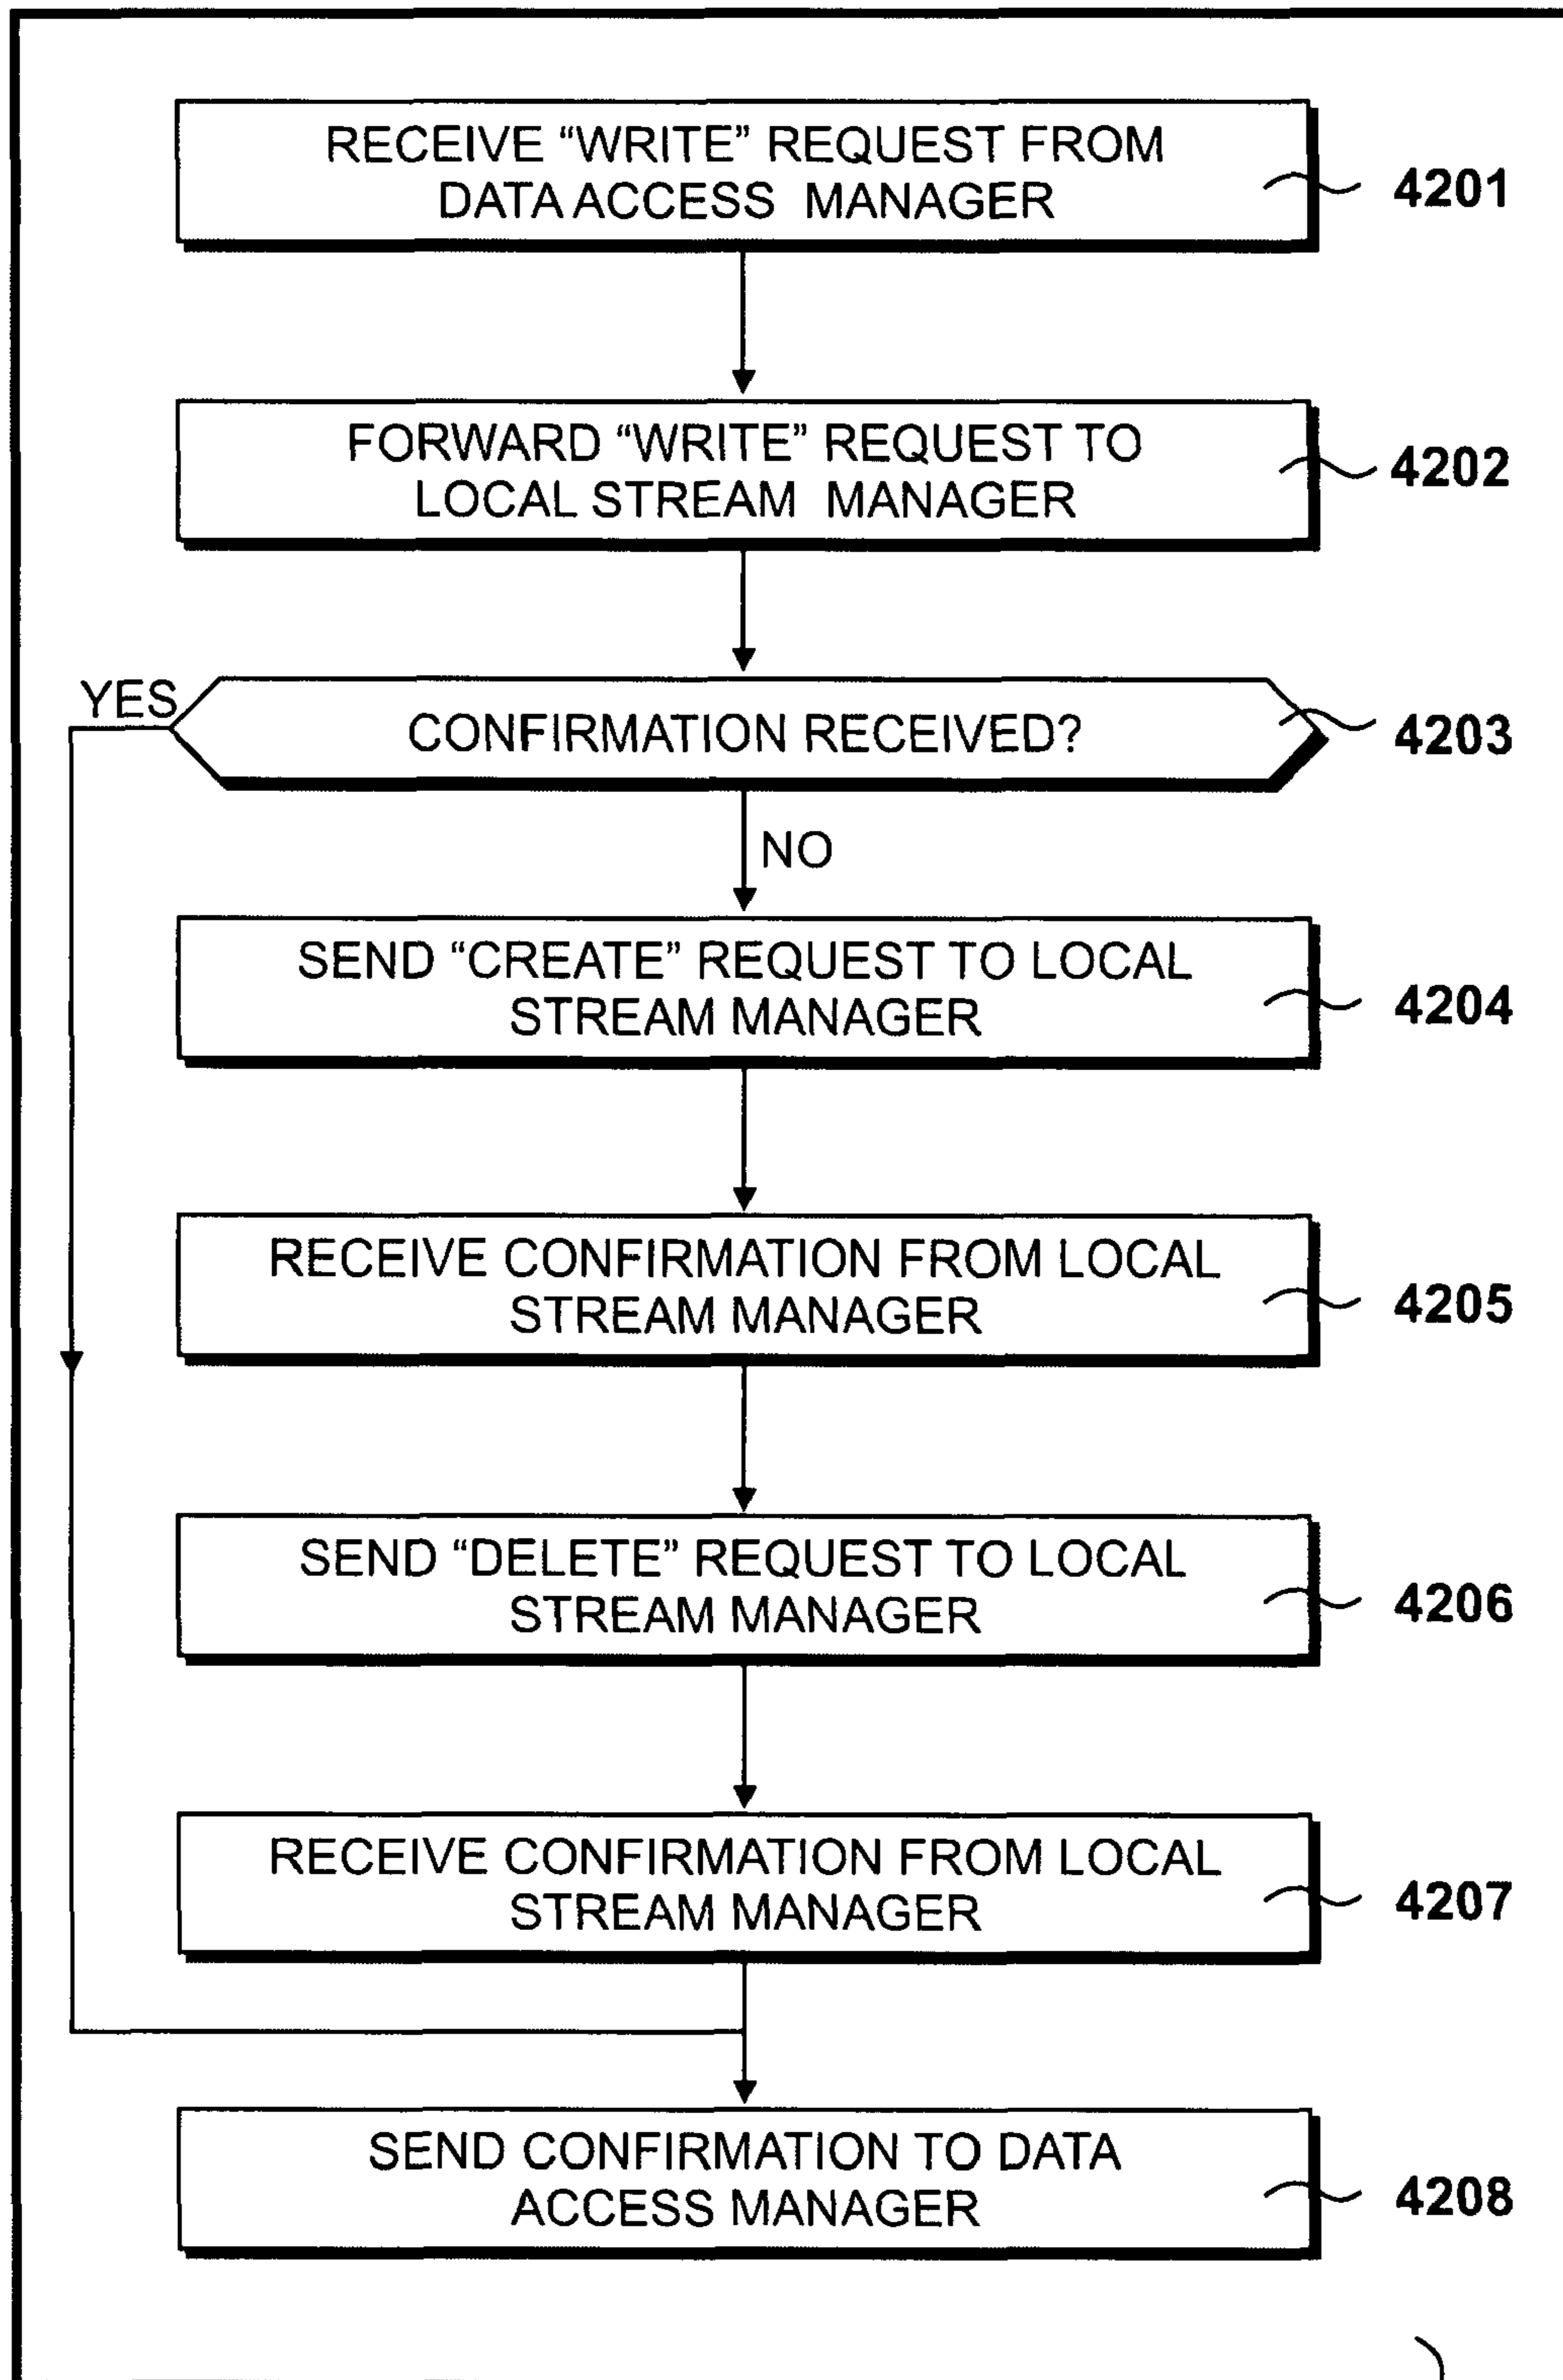 RECEIVE “WRITE” REQUEST FROM
DATA ACCESS MANAGER
4201
FORWARD “WRITE” REQUEST TO
LOCAL STREAM MANAGER
4202
YES
CONFIRMATION RECEIVED?
4203
NO
SEND “CREATE” REQUEST TO LOCAL
STREAM MANAGER
4204
RECEIVE CONFIRMATION FROM LOCAL
STREAM MANAGER
4205
SEND “DELETE” REQUEST TO LOCAL
STREAM MANAGER
4206
RECEIVE CONFIRMATION FROM LOCAL
STREAM MANAGER
4207
SEND CONFIRMATION TO DATA
ACCESS MANAGER
4208